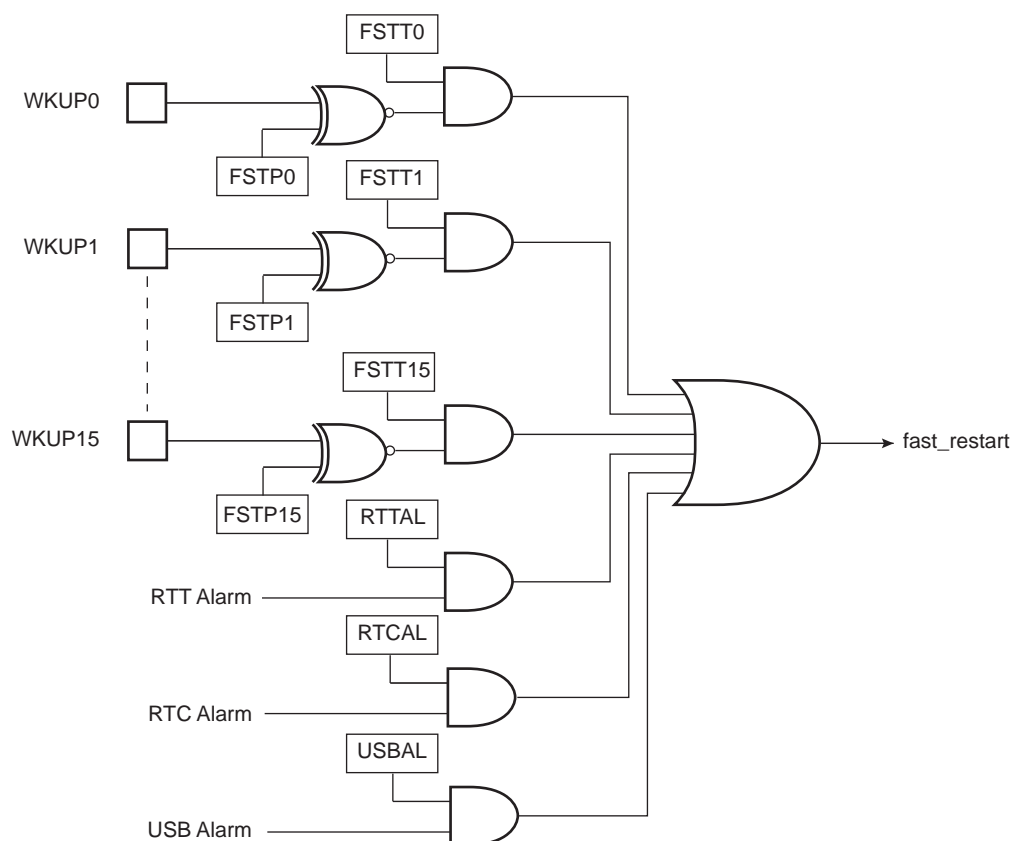 FSTT0
WKUP0
FSTP0
FSTT1
WKUP1
FSTP1
FSTT15
WKUP15
fast_restart
FSTP15
RTTAL
RTT Alarm
RTCAL
RTC Alarm
USBAL
USB Alarm